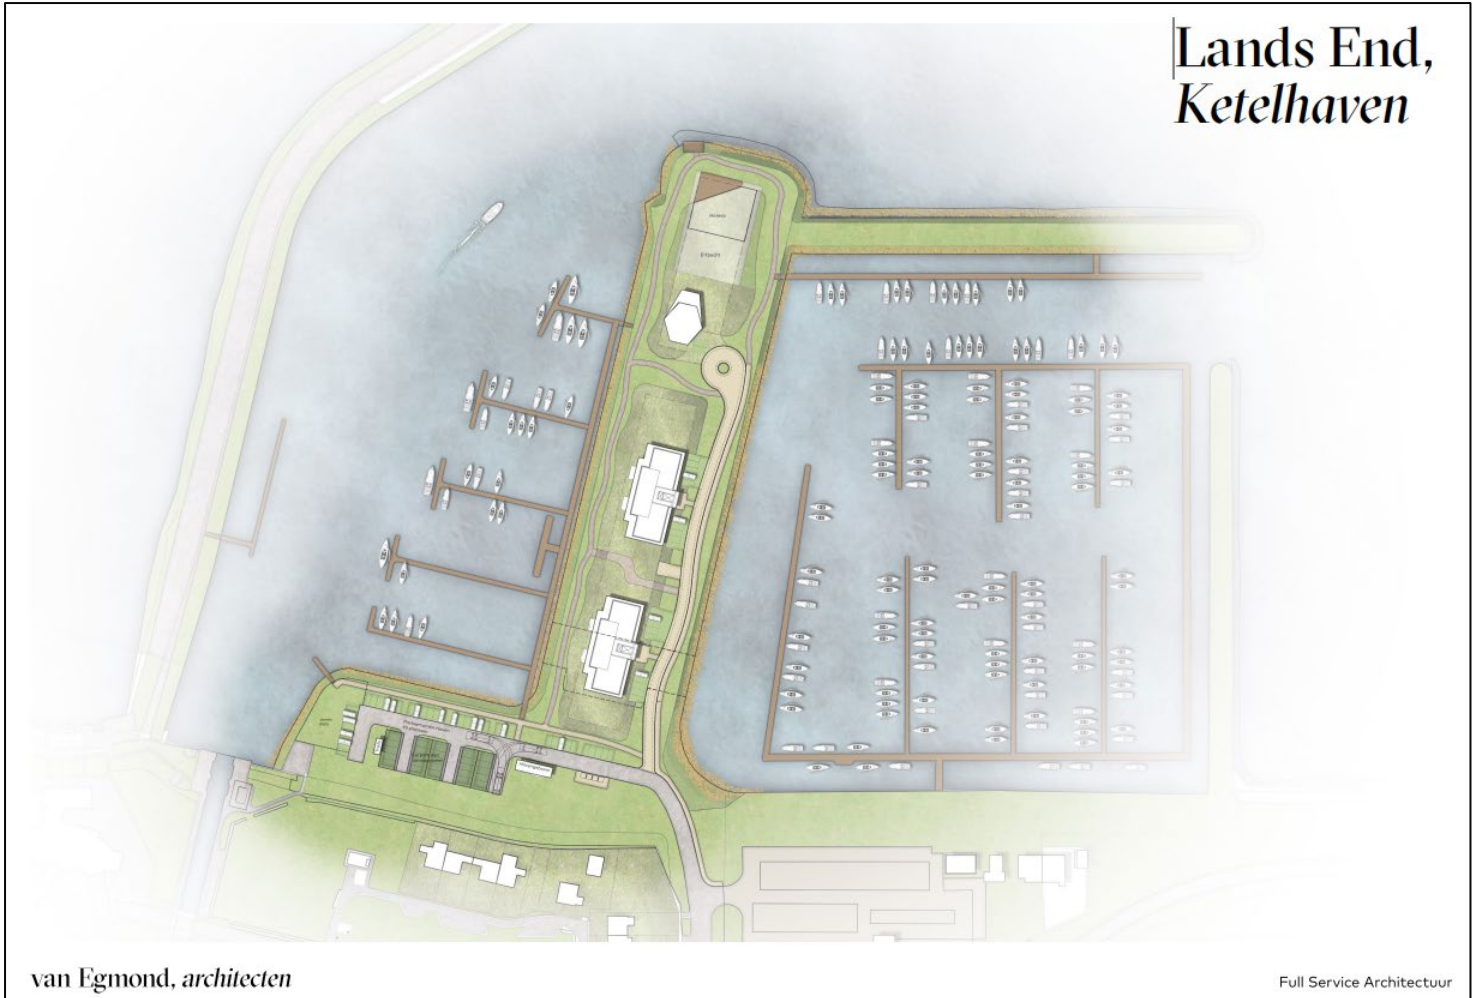 Lands End,
Ketelhaven
van Egmond, architecten
Full Service Architectuur